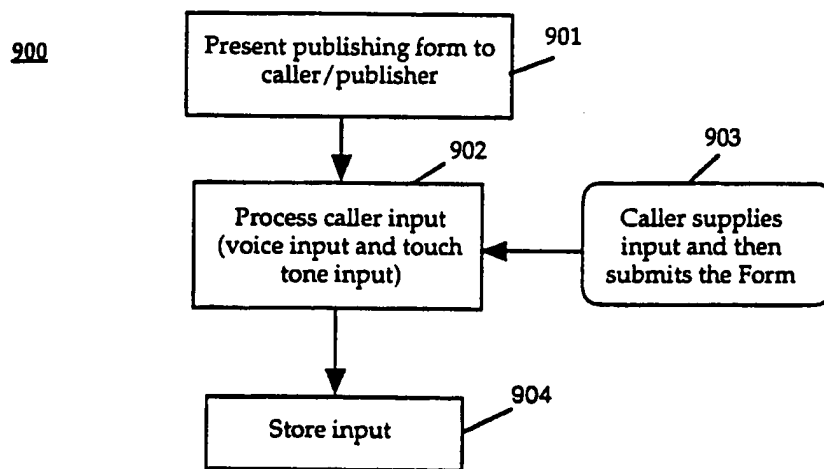 900
Present publishing form to
caller/publisher
901
902
Process caller input
(voice input and touch
tone input)
903
Caller supplies
input and then
submits the Form
904
Store input